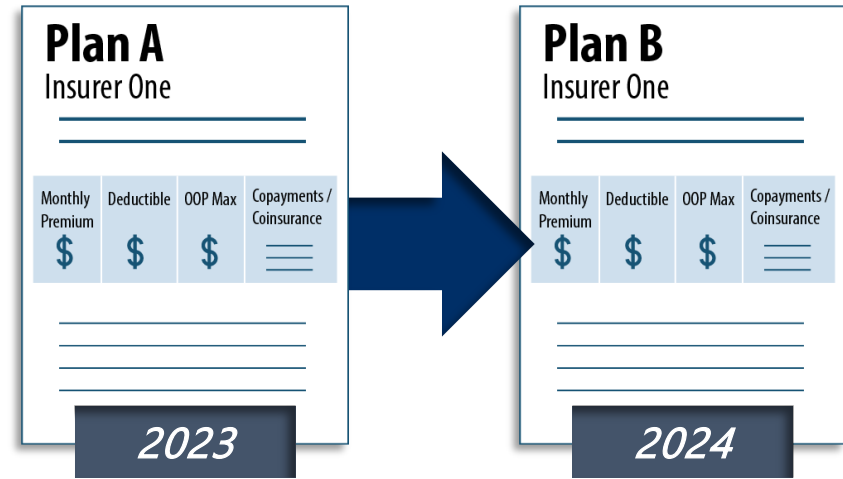 Plan A
Insurer One
Monthly Premium
$
Deductible
$
OOP Max
$
Copayments /
Coinsurance
2023
Plan B
Insurer One
Monthly
Premium
$
Deductible
$
OOP Max
$
Copayments /
Coinsurance
2024